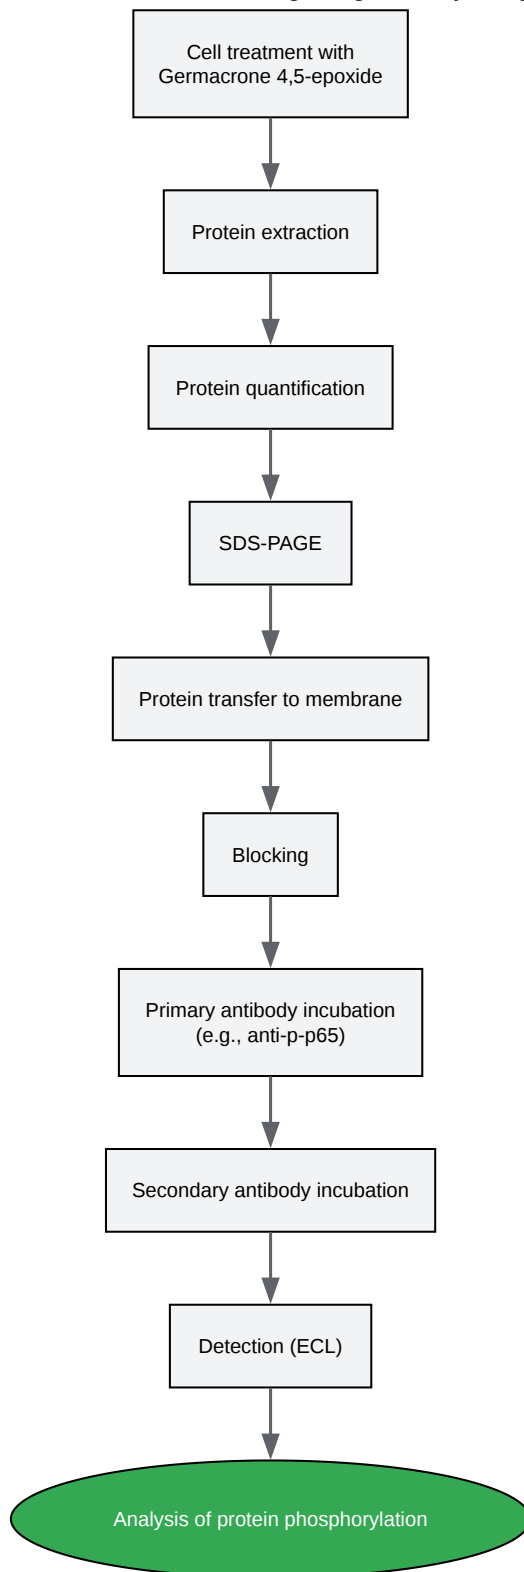 Cell treatment with
Germacrone 4,5-epoxide
Protein extraction
Protein quantification
SDS-PAGE
Protein transfer to membrane
Blocking
Primary antibody incubation
(e.g., anti-p-p65)
Secondary antibody incubation
Detection (ECL)
Analysis of protein phosphorylation